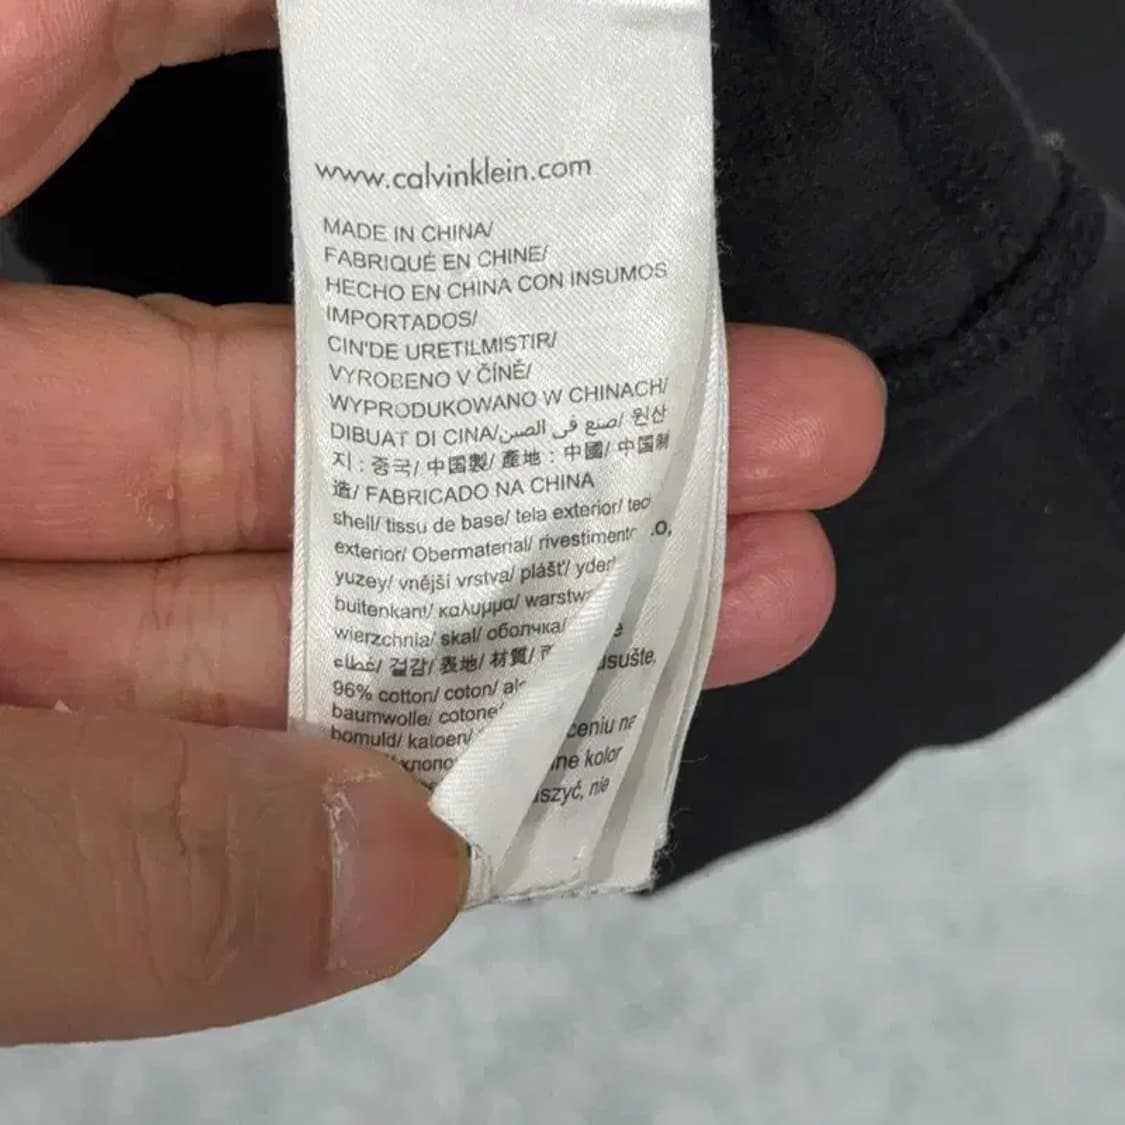 www.calvinklein.com
MADE IN CHINA/
FABRIQUÉ EN CHINE/
HECHO EN CHINA CON INSUMOS
IMPORTADOS/
CIN'DE URETILMISTIR/
VYROBENO V ČÍNĚ/
WYPRODUKOWANO W CHINACH/
DIBUAT DI CINA/صنع في الصين/ 원산
지 : 중국/ 中国製/ 產地 : 中國/ 中国制
造/ FABRICADO NA CHINA
shell/ tissu de base/ tela exterior/
exterior/ Obermaterial/
yuzey/ vnější vrstva/ plášť/
buitenkant/ καλυμμα/
wierzchnia/ skal/ оболчка/
غطاء/ 겉감/ 表地/ 材質/
96% cotton/ coton/
baumwolle/ cotone/
bomuld/ katoen/
kolor
nie